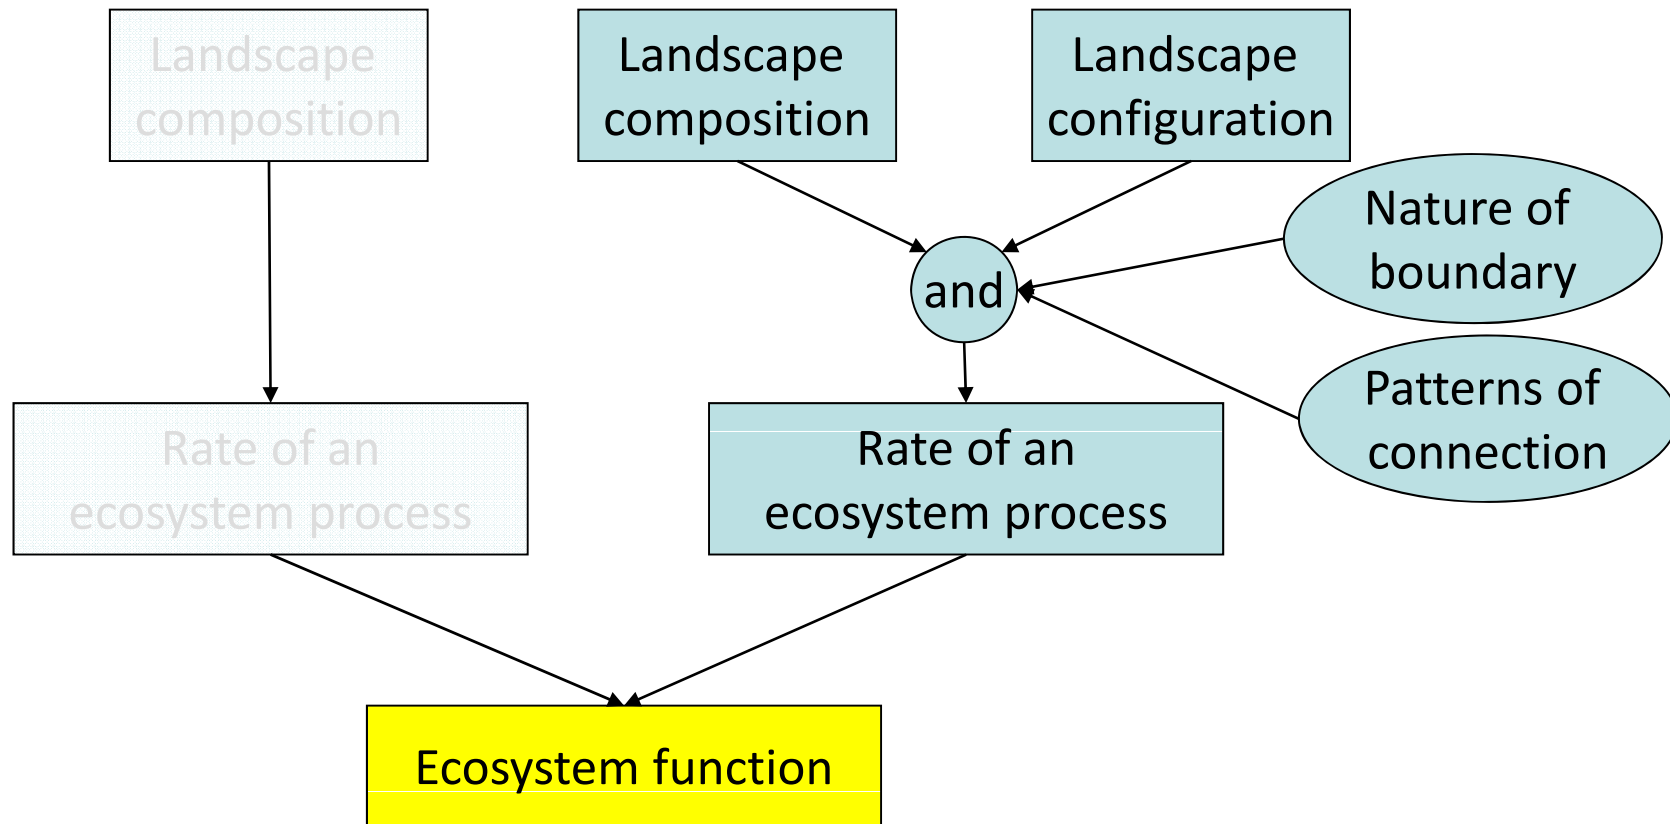 Landscape
composition
Landscape
composition
Landscape
configuration
Nature of
boundary
and
Patterns of
connection
Rate of an
ecosystem process
Rate of an
ecosystem process
Ecosystem function